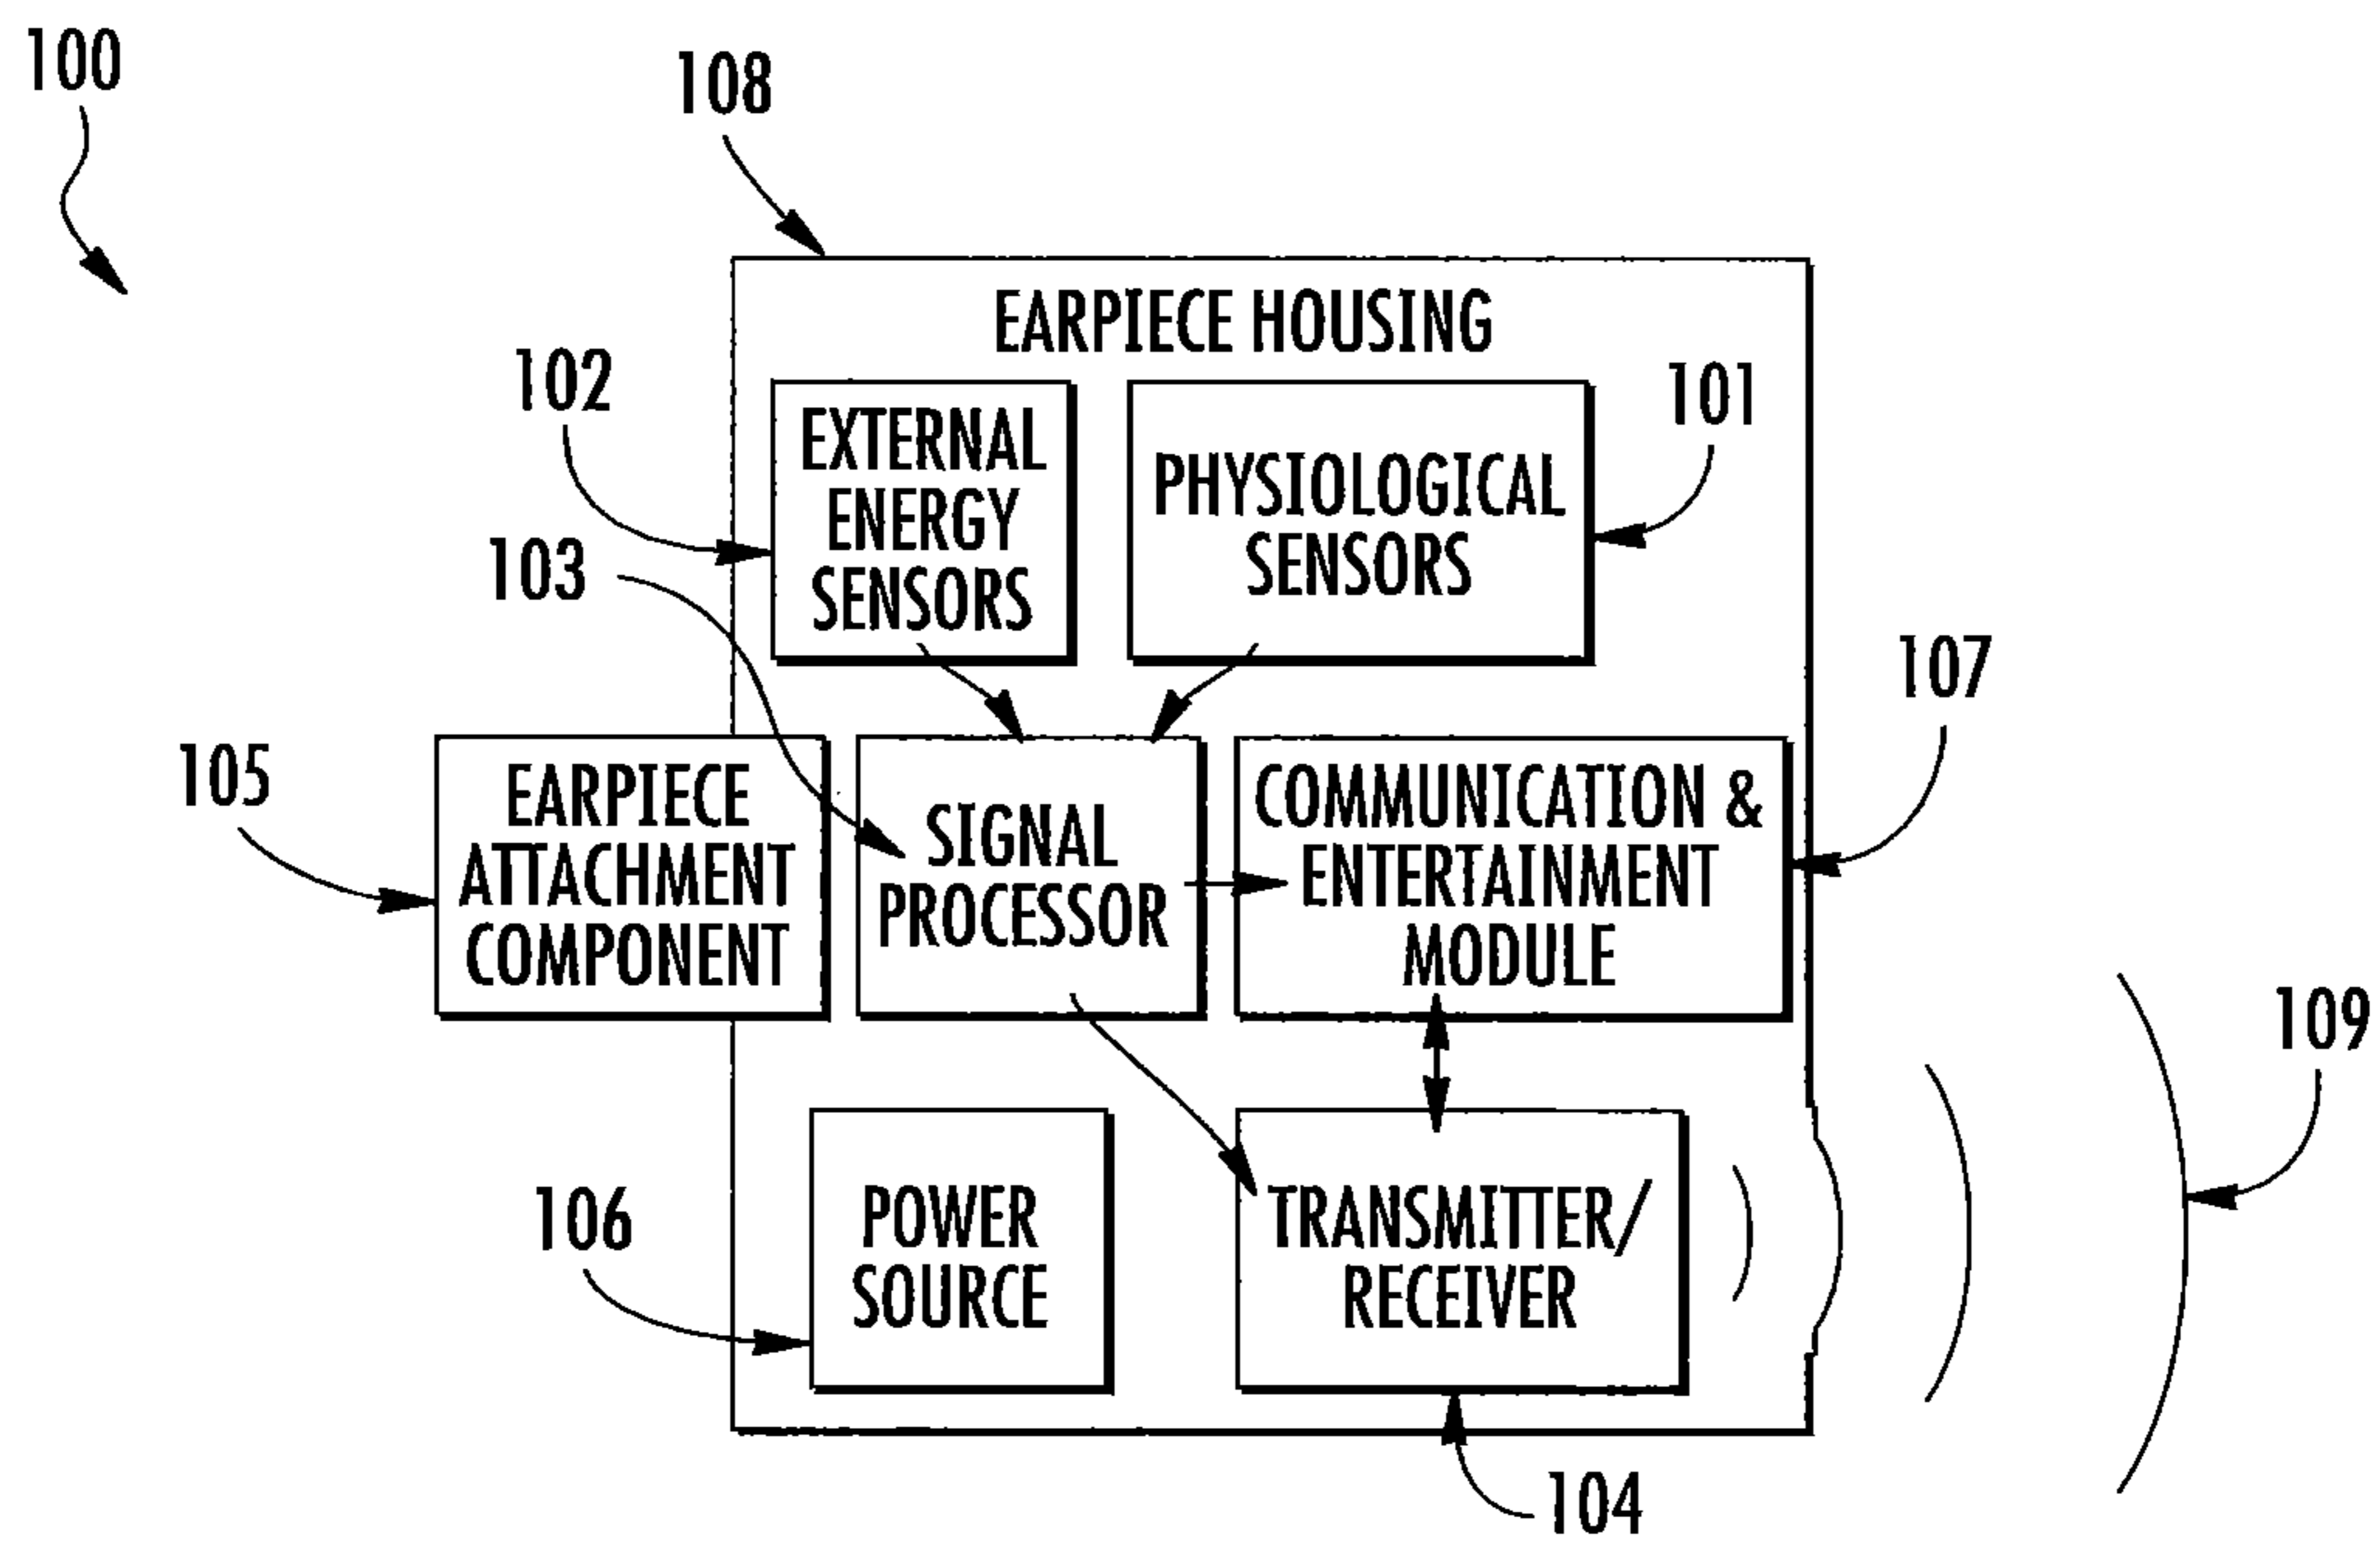 100
108
EARPIECE HOUSING
102
101
EXTERNAL
ENERGY
SENSORS
PHYSIOLOGICAL
SENSORS
103
107
105
EARPIECE
ATTACHMENT
COMPONENT
SIGNAL
PROCESSOR
COMMUNICATION &
ENTERTAINMENT
MODULE
109
106
POWER
SOURCE
TRANSMITTER/
RECEIVER
104